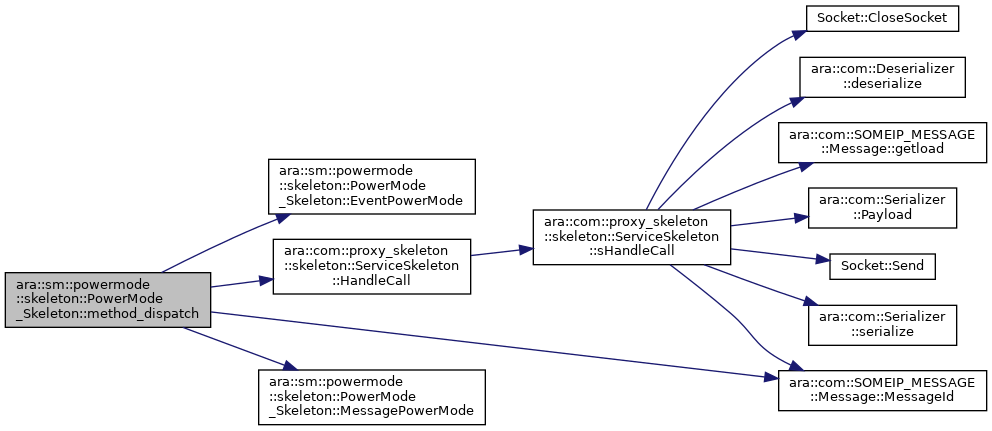 ara::sm::powermode
::skeleton::PowerMode
_Skeleton::method_dispatch
ara::sm::powermode
::skeleton::PowerMode
_Skeleton::EventPowerMode
ara::com::proxy_skeleton
::skeleton::ServiceSkeleton
::HandleCall
ara::sm::powermode
::skeleton::PowerMode
_Skeleton::MessagePowerMode
ara::com::proxy_skeleton
::skeleton::ServiceSkeleton
::sHandleCall
Socket::CloseSocket
ara::com::Deserializer
::deserialize
ara::com::SOMEIP_MESSAGE
::Message::getload
ara::com::Serializer
::Payload
Socket::Send
ara::com::Serializer
::serialize
ara::com::SOMEIP_MESSAGE
::Message::MessageId